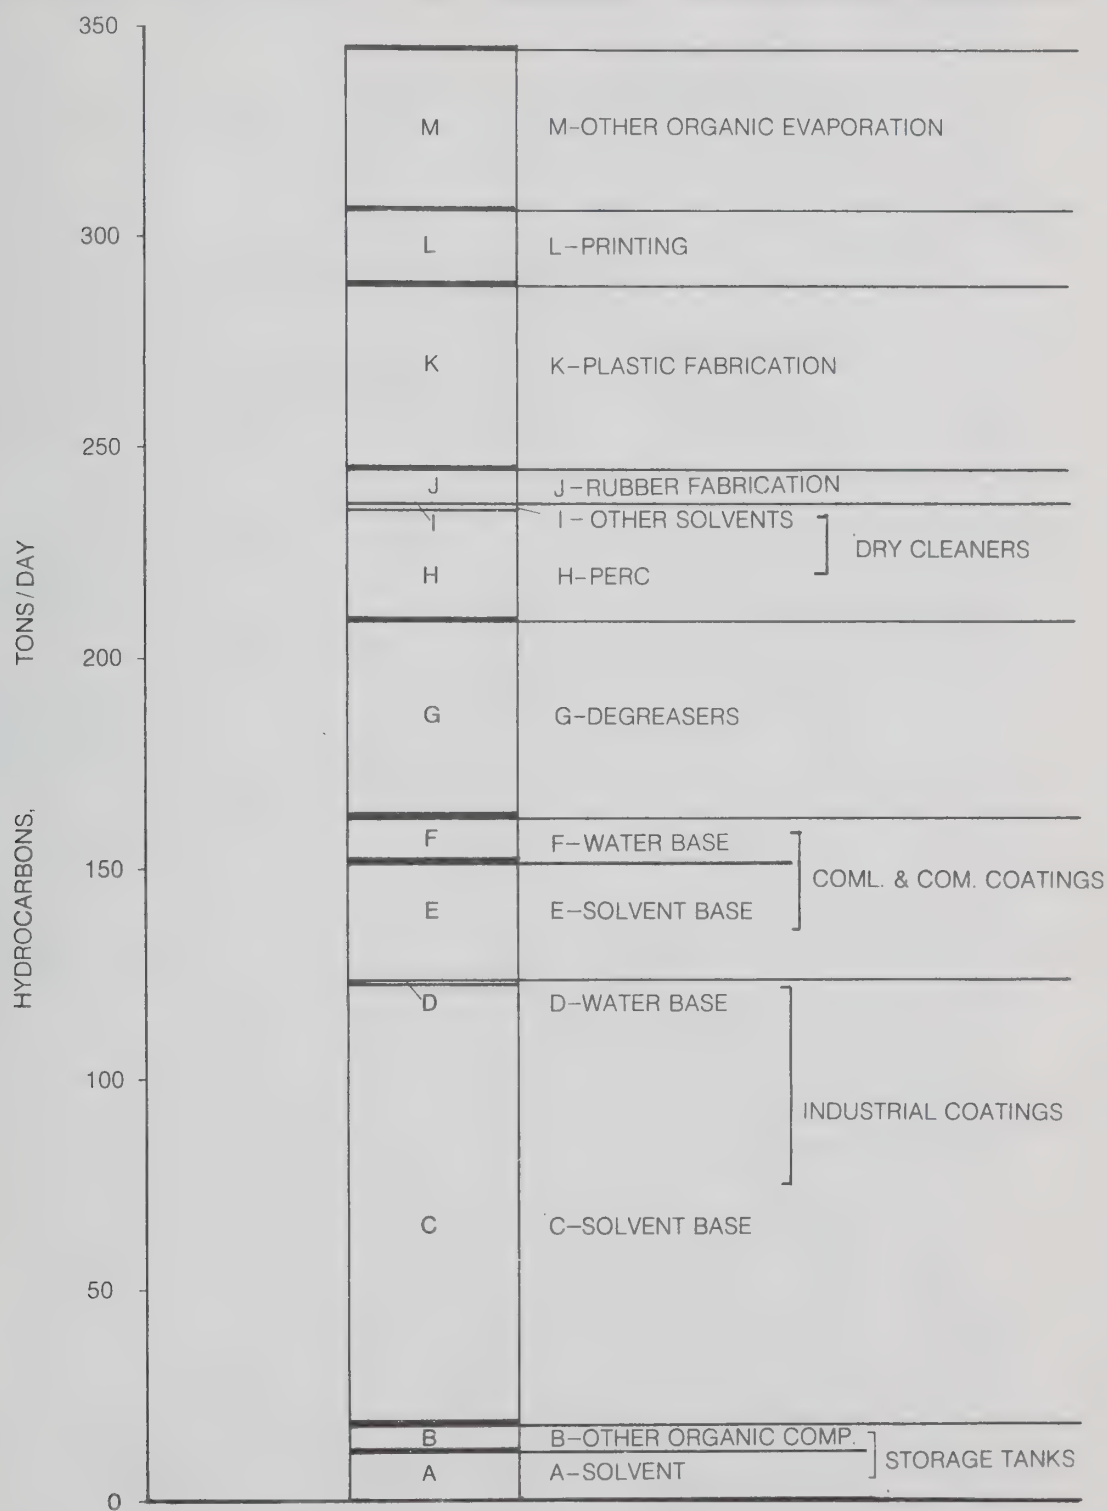 350
M
M-OTHER ORGANIC EVAPORATION
300
L
L-PRINTING
K
K-PLASTIC FABRICATION
250
J
J-RUBBER FABRICATION
I
I-OTHER SOLVENTS
DRY CLEANERS
H
H-PERC
HYDROCARBONS, TONS/DAY
200
G
G-DEGREASERS
F
F-WATER BASE
150
COML. & COM. COATINGS
E
E-SOLVENT BASE
D
D-WATER BASE
100
INDUSTRIAL COATINGS
C
C-SOLVENT BASE
50
B
B-OTHER ORGANIC COMP.
STORAGE TANKS
A
A-SOLVENT
0